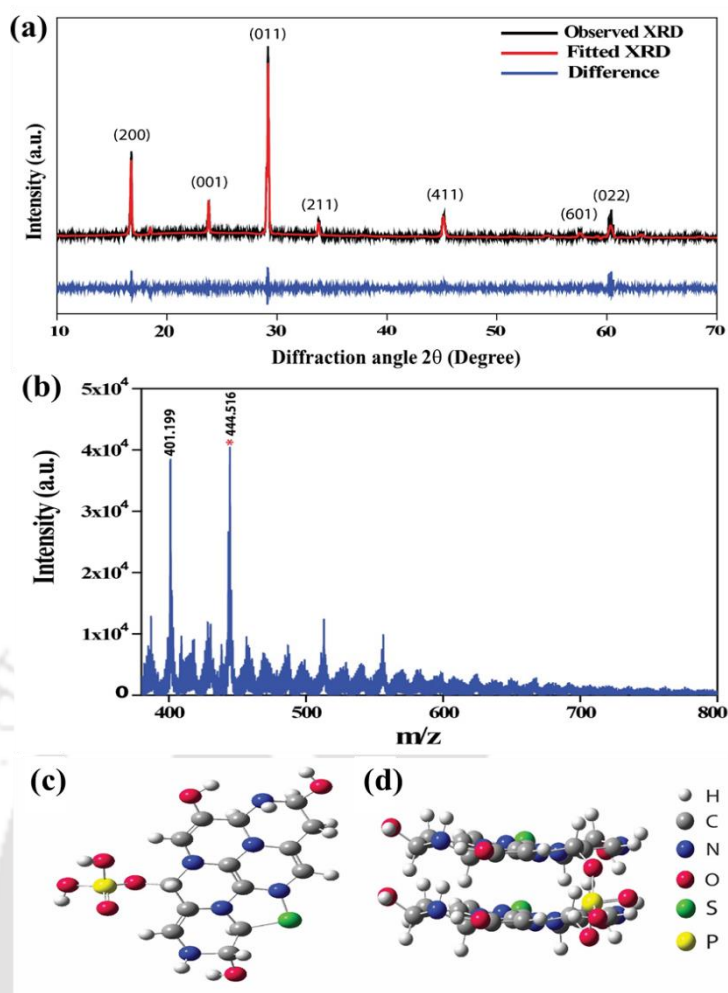 (a)
Observed XRD
Fitted XRD
Difference
(011)
(200)
(001)
(211)
(411)
(601)
(022)
Intensity (a.u.)
10 20 30 40 50 60 70
Diffraction angle 2θ (Degree)
(b)
5x10⁴
4x10⁴
3x10⁴
2x10⁴
1x10⁴
0
Intensity (a.u.)
401.199
* 444.516
400 500 600 700 800
m/z
(c)
(d)
H
C
N
O
S
P